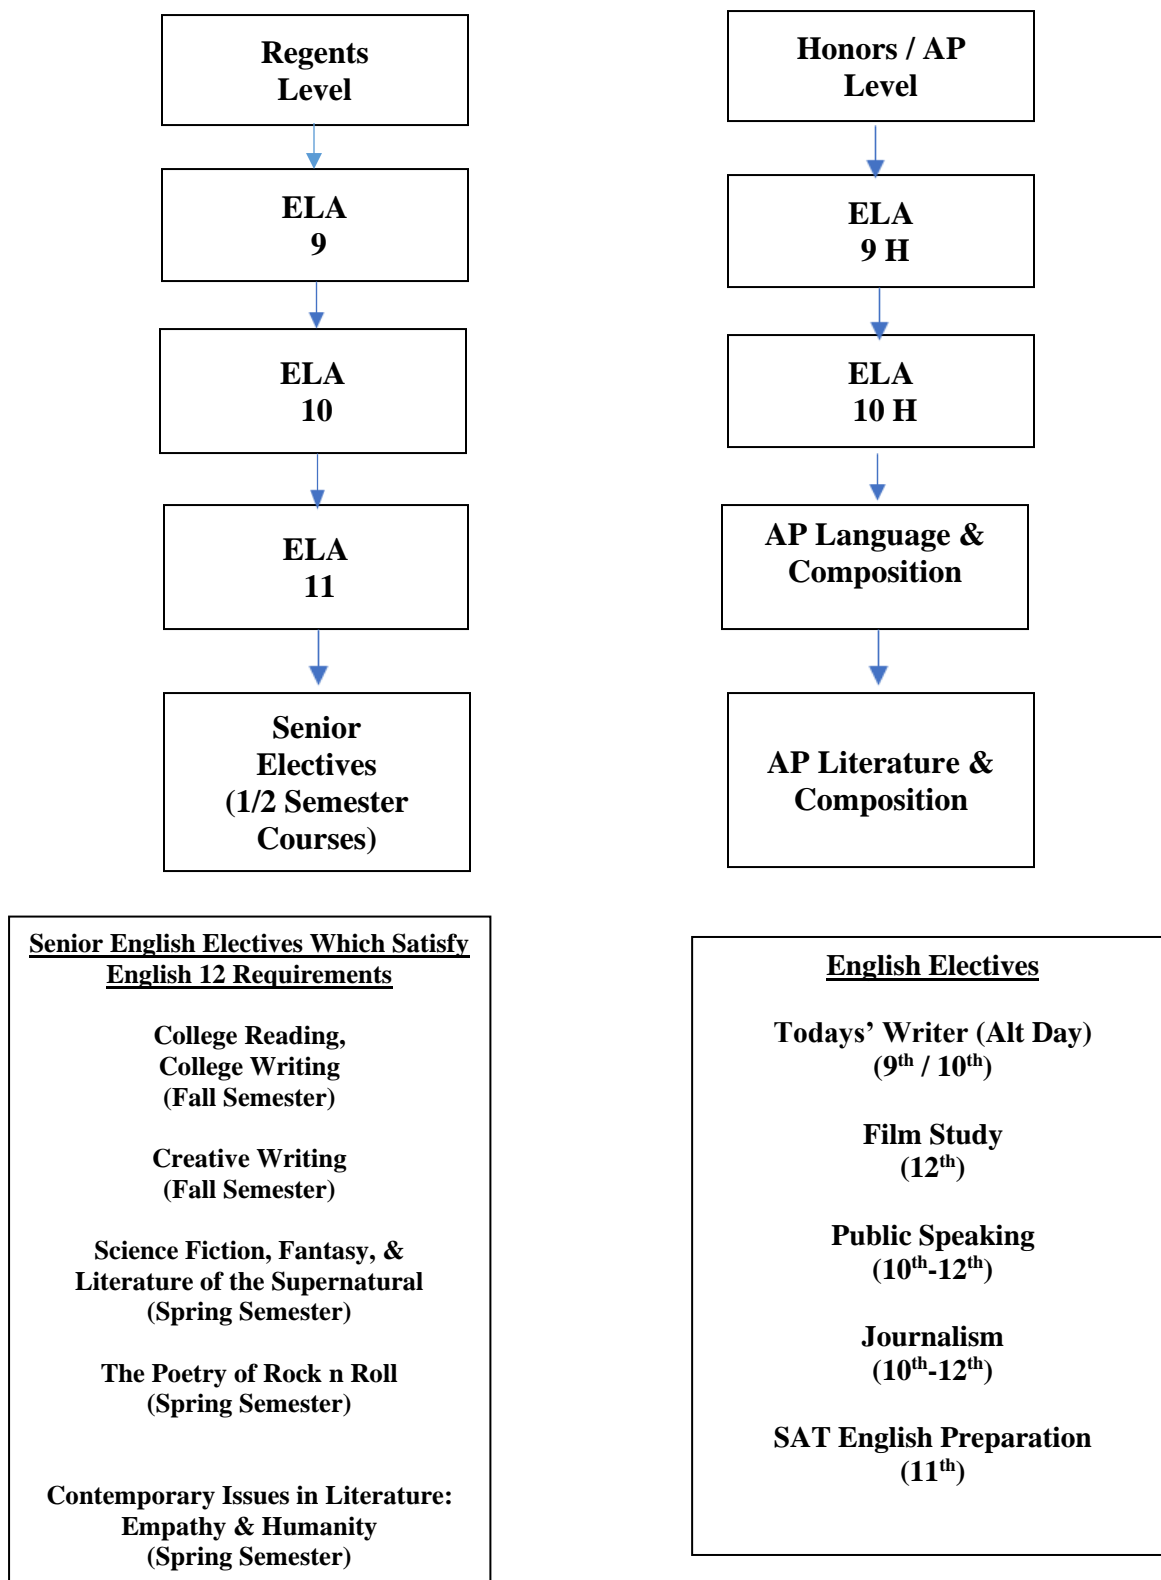 Regents
Level
ELA
9
ELA
10
ELA
11
Senior
Electives
(1/2 Semester
Courses)
Honors / AP
Level
ELA
9 H
ELA
10 H
AP Language &
Composition
AP Literature &
Composition
Senior English Electives Which Satisfy
English 12 Requirements
College Reading,
College Writing
(Fall Semester)
Creative Writing
(Fall Semester)
Science Fiction, Fantasy, &
Literature of the Supernatural
(Spring Semester)
The Poetry of Rock n Roll
(Spring Semester)
Contemporary Issues in Literature:
Empathy & Humanity
(Spring Semester)
English Electives
Todays’ Writer (Alt Day)
(9th / 10th)
Film Study
(12th)
Public Speaking
(10th-12th)
Journalism
(10th-12th)
SAT English Preparation
(11th)